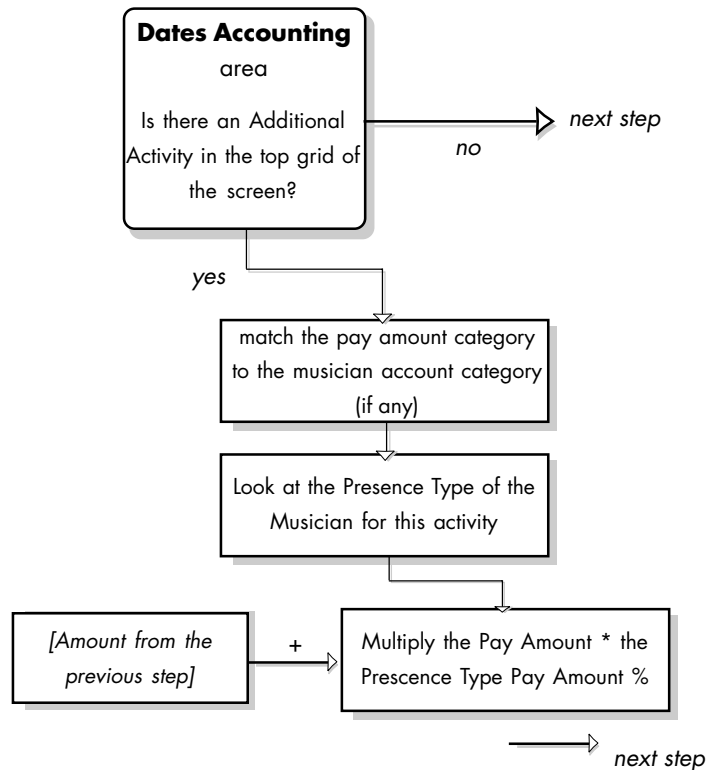 Dates Accounting
area
Is there an Additional
Activity in the top grid of
the screen?
next step
no
yes
match the pay amount category
to the musician account category
(if any)
Look at the Presence Type of the
Musician for this activity
[Amount from the
previous step]
+
Multiply the Pay Amount * the
Prescence Type Pay Amount %
next step